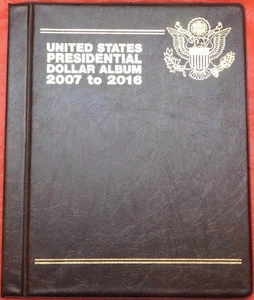 UNITED STATES
PRESIDENTIAL
DOLLAR ALBUM
2007 to 2016